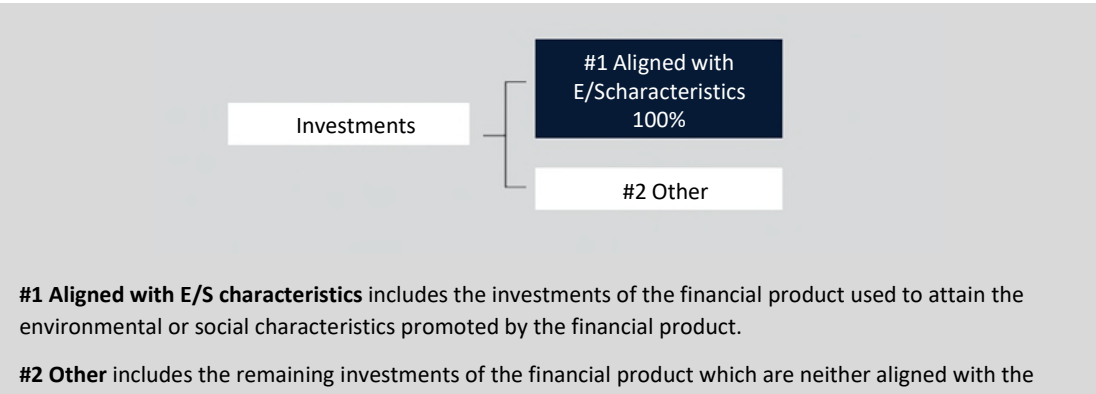 #1 Aligned with
E/Scharacteristics
100%
Investments
#2 Other
#1 Aligned with E/S characteristics includes the investments of the financial product used to attain the
environmental or social characteristics promoted by the financial product.
#2 Other includes the remaining investments of the financial product which are neither aligned with the